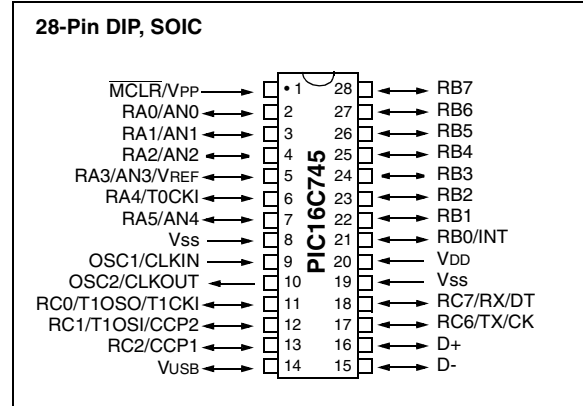 28-Pin DIP, SOIC
MCLR/VPP • 1 28 RB7
RA0/AN0 2 27 RB6
RA1/AN1 3 26 RB5
RA2/AN2 4 25 RB4
RA3/AN3/VREF 5 24 RB3
RA4/T0CKI 6 23 RB2
RA5/AN4 7 22 RB1
Vss 8 21 RB0/INT
OSC1/CLKIN 9 20 VDD
OSC2/CLKOUT 10 19 Vss
RC0/T1OSO/T1CKI 11 18 RC7/RX/DT
RC1/T1OSI/CCP2 12 17 RC6/TX/CK
RC2/CCP1 13 16 D+
VUSB 14 15 D-
PIC16C745